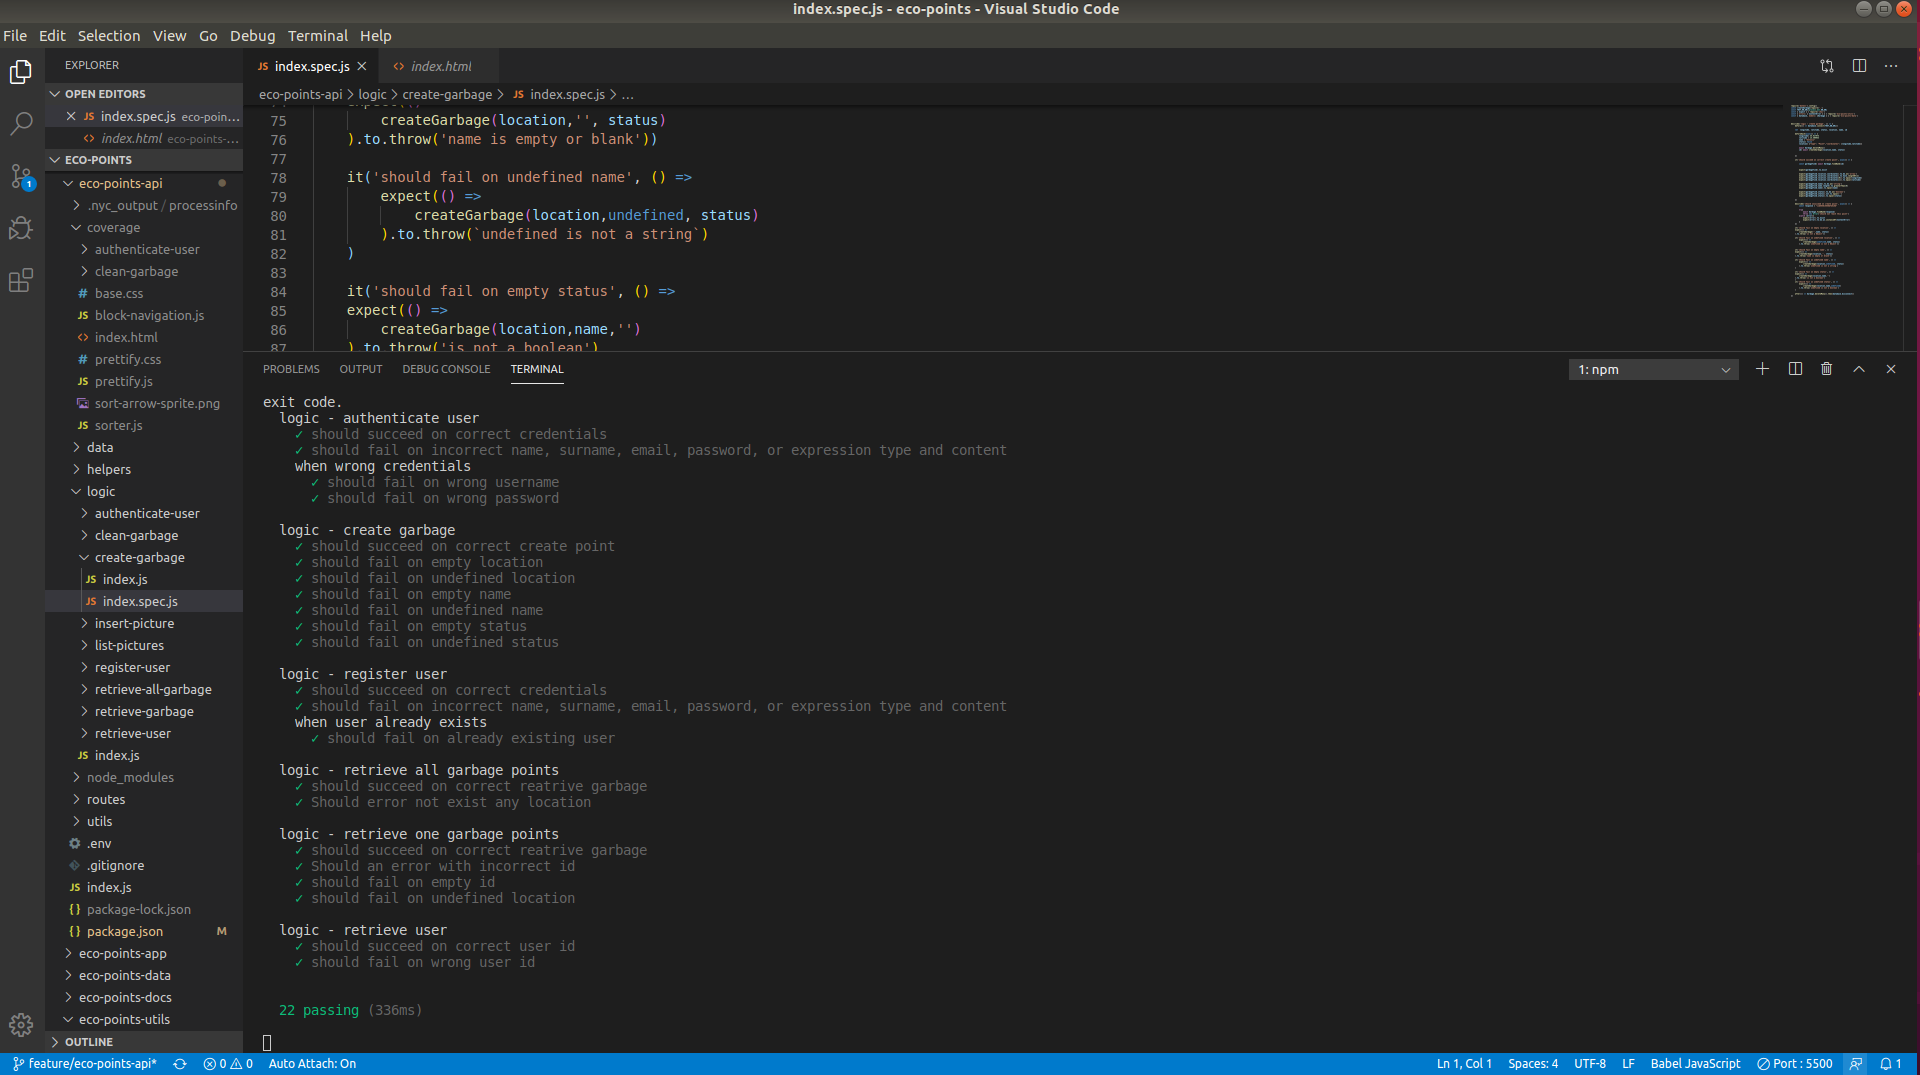 index.spec.js - eco-points - Visual Studio Code
File Edit Selection View Go Debug Terminal Help
EXPLORER
OPEN EDITORS
index.spec.js eco-poin...
index.html eco-points-...
ECO-POINTS
eco-points-api
.nyc_output / processinfo
coverage
authenticate-user
clean-garbage
base.css
block-navigation.js
index.html
prettify.css
prettify.js
sort-arrow-sprite.png
sorter.js
data
helpers
logic
authenticate-user
clean-garbage
create-garbage
index.js
index.spec.js
insert-picture
list-pictures
register-user
retrieve-all-garbage
retrieve-garbage
retrieve-user
index.js
node_modules
routes
utils
.env
.gitignore
index.js
package-lock.json
package.json M
eco-points-app
eco-points-data
eco-points-docs
eco-points-utils
OUTLINE
JS index.spec.js <> index.html
eco-points-api > logic > create-garbage > JS index.spec.js > ...
75 createGarbage(location,'', status)
76 ).to.throw('name is empty or blank'))
77
78 it('should fail on undefined name', () =>
79 expect(() =>
80 createGarbage(location,undefined, status)
81 ).to.throw(`undefined is not a string`)
82 )
83
84 it('should fail on empty status', () =>
85 expect(() =>
86 createGarbage(location,name,'')
87 ).to.throw('is not a boolean')
PROBLEMS OUTPUT DEBUG CONSOLE TERMINAL 1: npm
exit code.
logic - authenticate user
✓ should succeed on correct credentials
✓ should fail on incorrect name, surname, email, password, or expression type and content
when wrong credentials
✓ should fail on wrong username
✓ should fail on wrong password
logic - create garbage
✓ should succeed on correct create point
✓ should fail on empty location
✓ should fail on undefined location
✓ should fail on empty name
✓ should fail on undefined name
✓ should fail on empty status
✓ should fail on undefined status
logic - register user
✓ should succeed on correct credentials
✓ should fail on incorrect name, surname, email, password, or expression type and content
when user already exists
✓ should fail on already existing user
logic - retrieve all garbage points
✓ should succeed on correct reatrive garbage
✓ Should error not exist any location
logic - retrieve one garbage points
✓ should succeed on correct reatrive garbage
✓ Should an error with incorrect id
✓ should fail on empty id
✓ should fail on undefined location
logic - retrieve user
✓ should succeed on correct user id
✓ should fail on wrong user id
22 passing (336ms)
feature/eco-points-api* 0 0 Auto Attach: On Ln 1, Col 1 Spaces: 4 UTF-8 LF Babel JavaScript Port : 5500 1